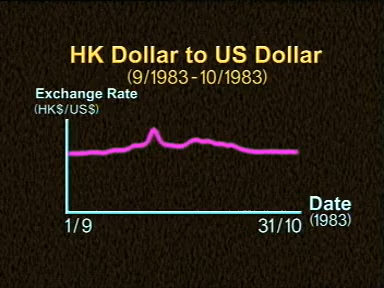 HK Dollar to US Dollar
(9/1983-10/1983)
Exchange Rate
(HK$/US$)
Date
(1983)
1/9
31/10